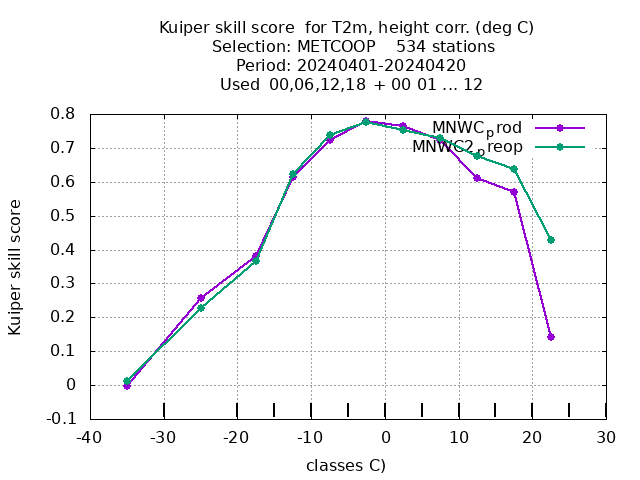 Kuiper skill score  for T2m, height corr. (deg C)
Selection: METCOOP    534 stations
Period: 20240401-20240420
Used  00,06,12,18 + 00 01 ... 12
MNWC_prod
MNWC2_preop
Kuiper skill score
0.8
0.7
0.6
0.5
0.4
0.3
0.2
0.1
0
-0.1
-40 -30 -20 -10 0 10 20 30
classes C)